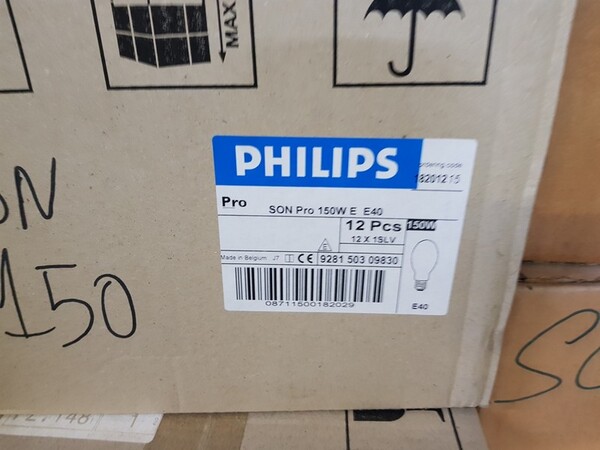 MAX
PHILIPS
ordering code
18201215
Pro
SON Pro 150W E E40
12 Pcs
150W
12 X 1SLV
E
Made in Belgium J7 CE 9281 503 09830
08711500182029
E40
ON
150